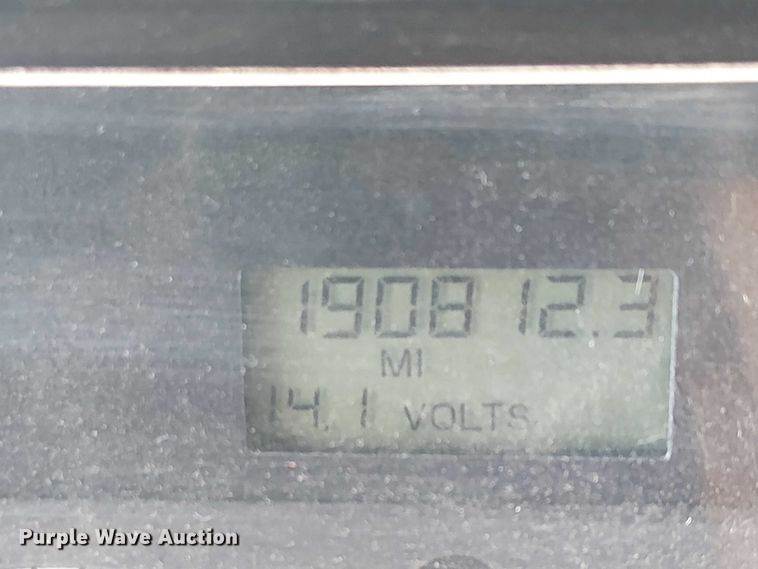 190812.3
MI
14.1 VOLTS
Purple Wave Auction